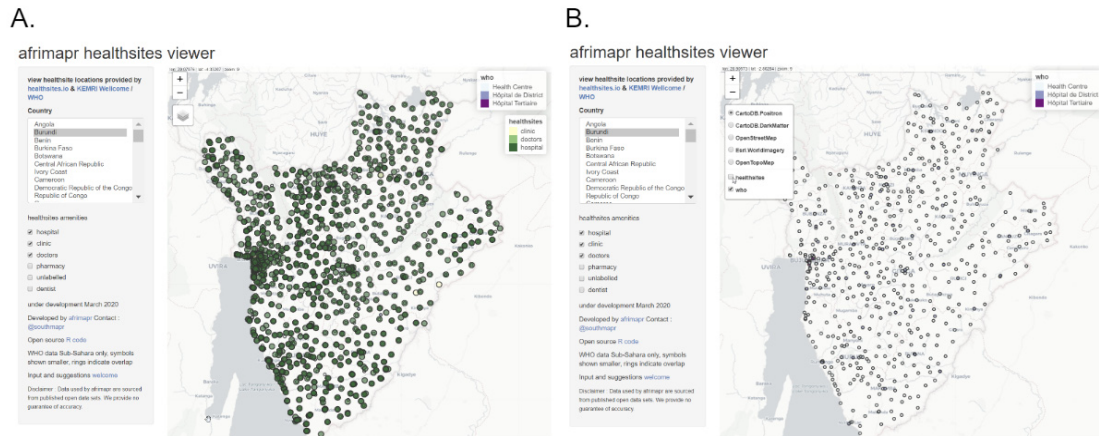 A.
afrimapr healthsites viewer
view healthsite locations provided by
healthsites.io & KEMRI Wellcome /
WHO
Country
Angola
Burundi
Benin
Burkina Faso
Botswana
Central African Republic
Ivory Coast
Cameroon
Democratic Republic of the Congo
Republic of Congo
healthsites amenities
hospital
clinic
doctors
pharmacy
unlabelled
dentist
under development March 2020
Developed by afrimapr Contact :
@southmapr
Open source R code
WHO data Sub-Sahara only, symbols
shown smaller, rings indicate overlap
Input and suggestions welcome
Disclaimer : Data used by afrimapr are sourced
from published open data sets. We provide no
guarantee of accuracy.
+
−
who
Health Centre
Hôpital de District
Hôpital Tertiaire
healthsites
clinic
doctors
hospital
HUYE
UVIRA
B.
afrimapr healthsites viewer
view healthsite locations provided by
healthsites.io & KEMRI Wellcome /
WHO
Country
Angola
Burundi
Benin
Burkina Faso
Botswana
Central African Republic
Ivory Coast
Cameroon
Democratic Republic of the Congo
Republic of Congo
healthsites amenities
hospital
clinic
doctors
pharmacy
unlabelled
dentist
under development March 2020
Developed by afrimapr Contact :
@southmapr
Open source R code
WHO data Sub-Sahara only, symbols
shown smaller, rings indicate overlap
Input and suggestions welcome
Disclaimer : Data used by afrimapr are sourced
from published open data sets. We provide no
guarantee of accuracy.
+
−
CartoDB.Positron
CartoDB.DarkMatter
OpenStreetMap
Esri.WorldImagery
OpenTopoMap
healthsites
who
who
Health Centre
Hôpital de District
Hôpital Tertiaire
HUYE
UVIRA